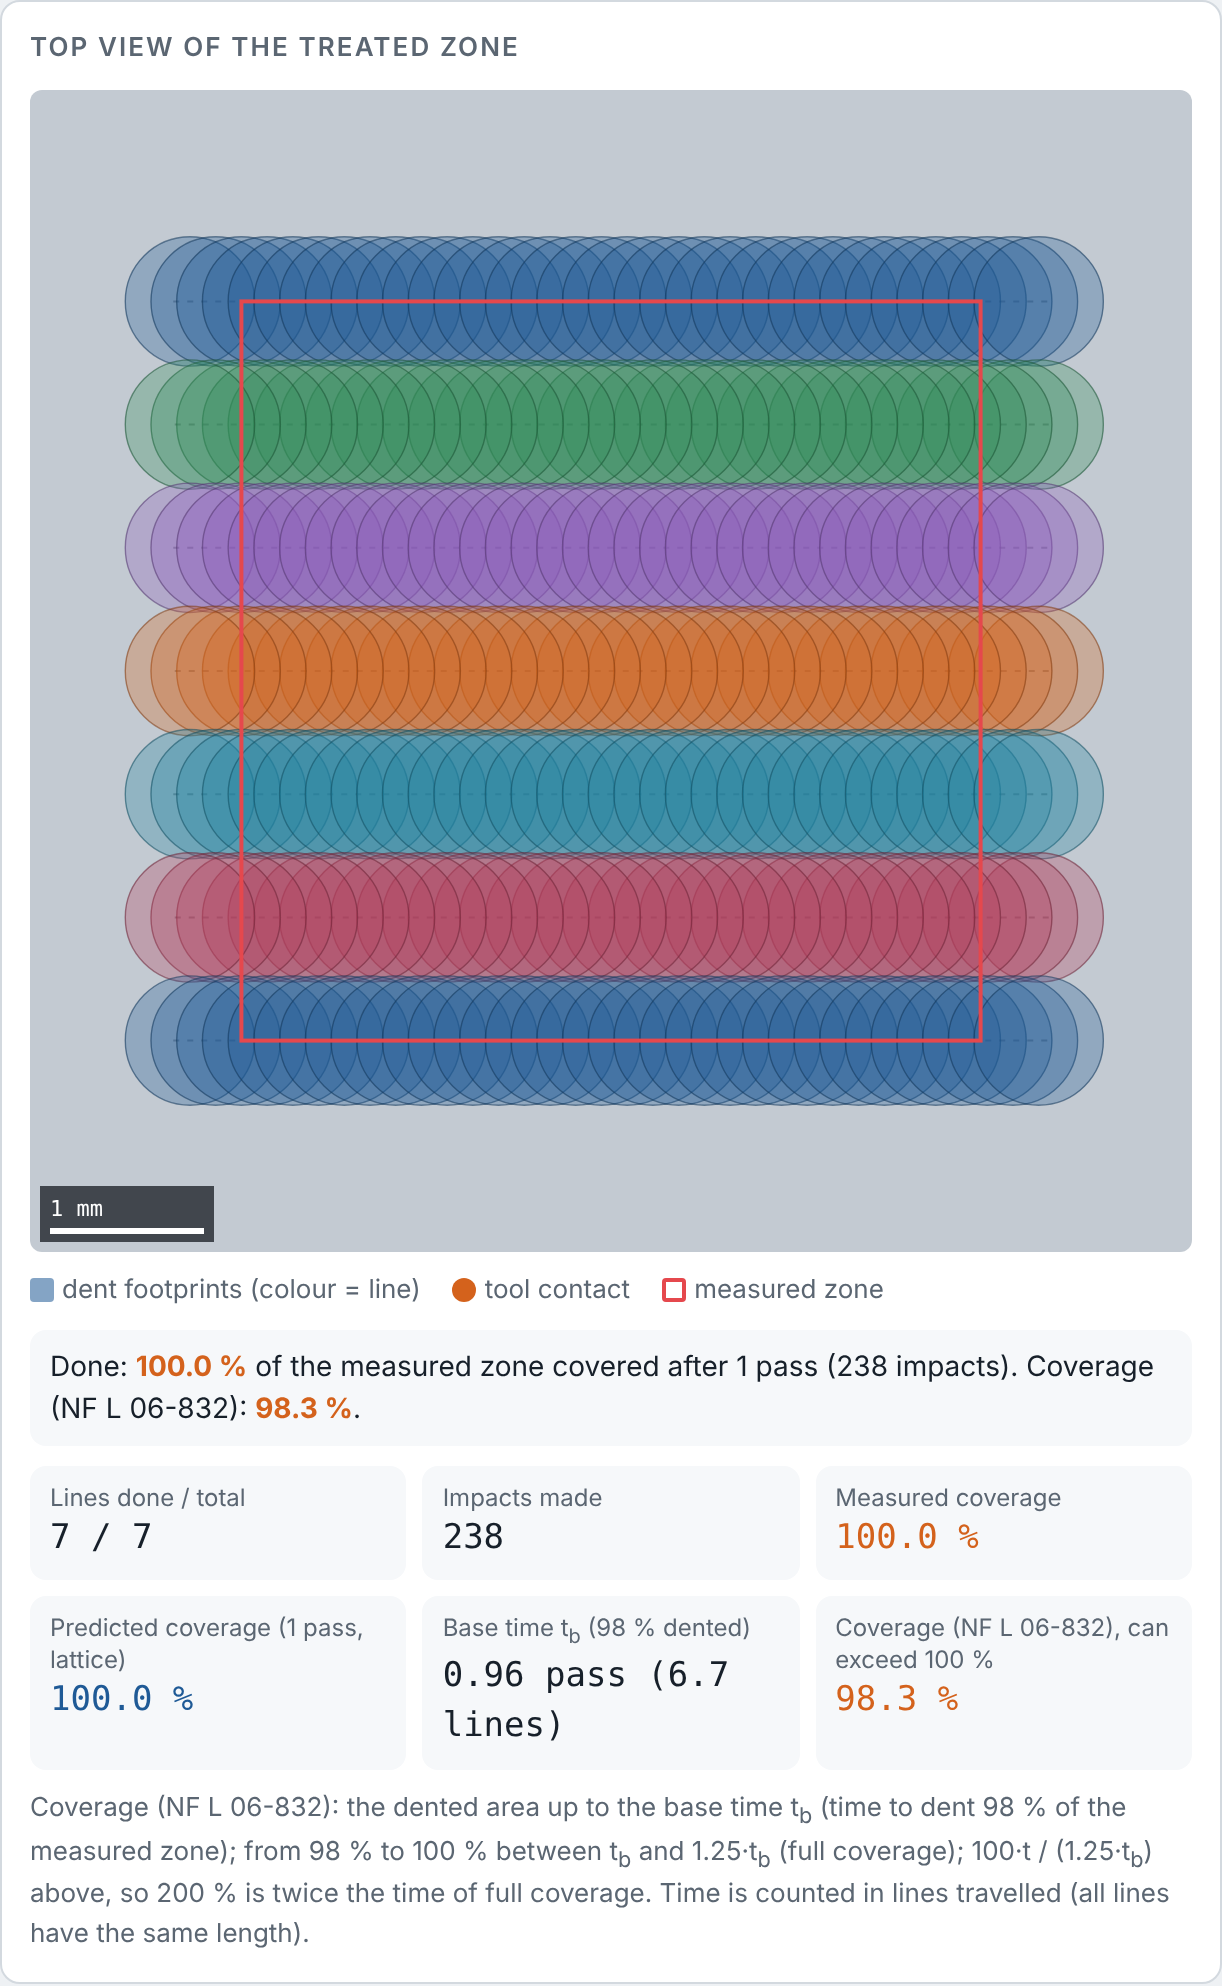 TOP VIEW OF THE TREATED ZONE
1 mm
dent footprints (colour = line) tool contact measured zone
Done: 100.0 % of the measured zone covered after 1 pass (238 impacts). Coverage
(NF L 06-832): 98.3 %.
Lines done / total
7 / 7
Impacts made
238
Measured coverage
100.0 %
Predicted coverage (1 pass,
lattice)
100.0 %
Base time tb (98 % dented)
0.96 pass (6.7
lines)
Coverage (NF L 06-832), can
exceed 100 %
98.3 %
Coverage (NF L 06-832): the dented area up to the base time tb (time to dent 98 % of the
measured zone); from 98 % to 100 % between tb and 1.25·tb (full coverage); 100·t / (1.25·tb)
above, so 200 % is twice the time of full coverage. Time is counted in lines travelled (all lines
have the same length).